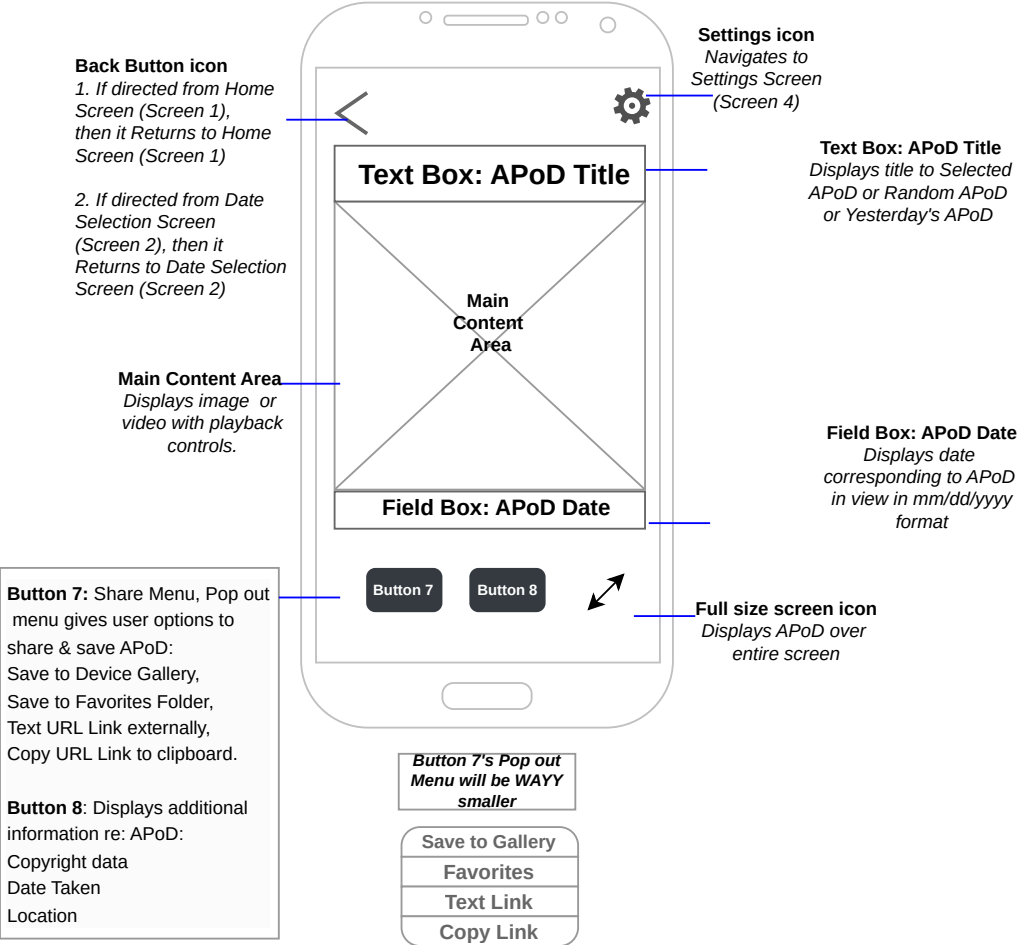 Settings icon
Navigates to
Settings Screen
(Screen 4)
Back Button icon
1. If directed from Home
Screen (Screen 1),
then it Returns to Home
Screen (Screen 1)
2. If directed from Date
Selection Screen
(Screen 2), then it
Returns to Date Selection
Screen (Screen 2)
Text Box: APoD Title
Displays title to Selected
APoD or Random APoD
or Yesterday's APoD
Text Box: APoD Title
Main
Content
Area
Main Content Area
Displays image or
video with playback
controls.
Field Box: APoD Date
Displays date
corresponding to APoD
in view in mm/dd/yyyy
format
Field Box: APoD Date
Button 7
Button 8
Full size screen icon
Displays APoD over
entire screen
Button 7: Share Menu, Pop out
menu gives user options to
share & save APoD:
Save to Device Gallery,
Save to Favorites Folder,
Text URL Link externally,
Copy URL Link to clipboard.
Button 8: Displays additional
information re: APoD:
Copyright data
Date Taken
Location
Button 7's Pop out
Menu will be WAYY
smaller
Save to Gallery
Favorites
Text Link
Copy Link